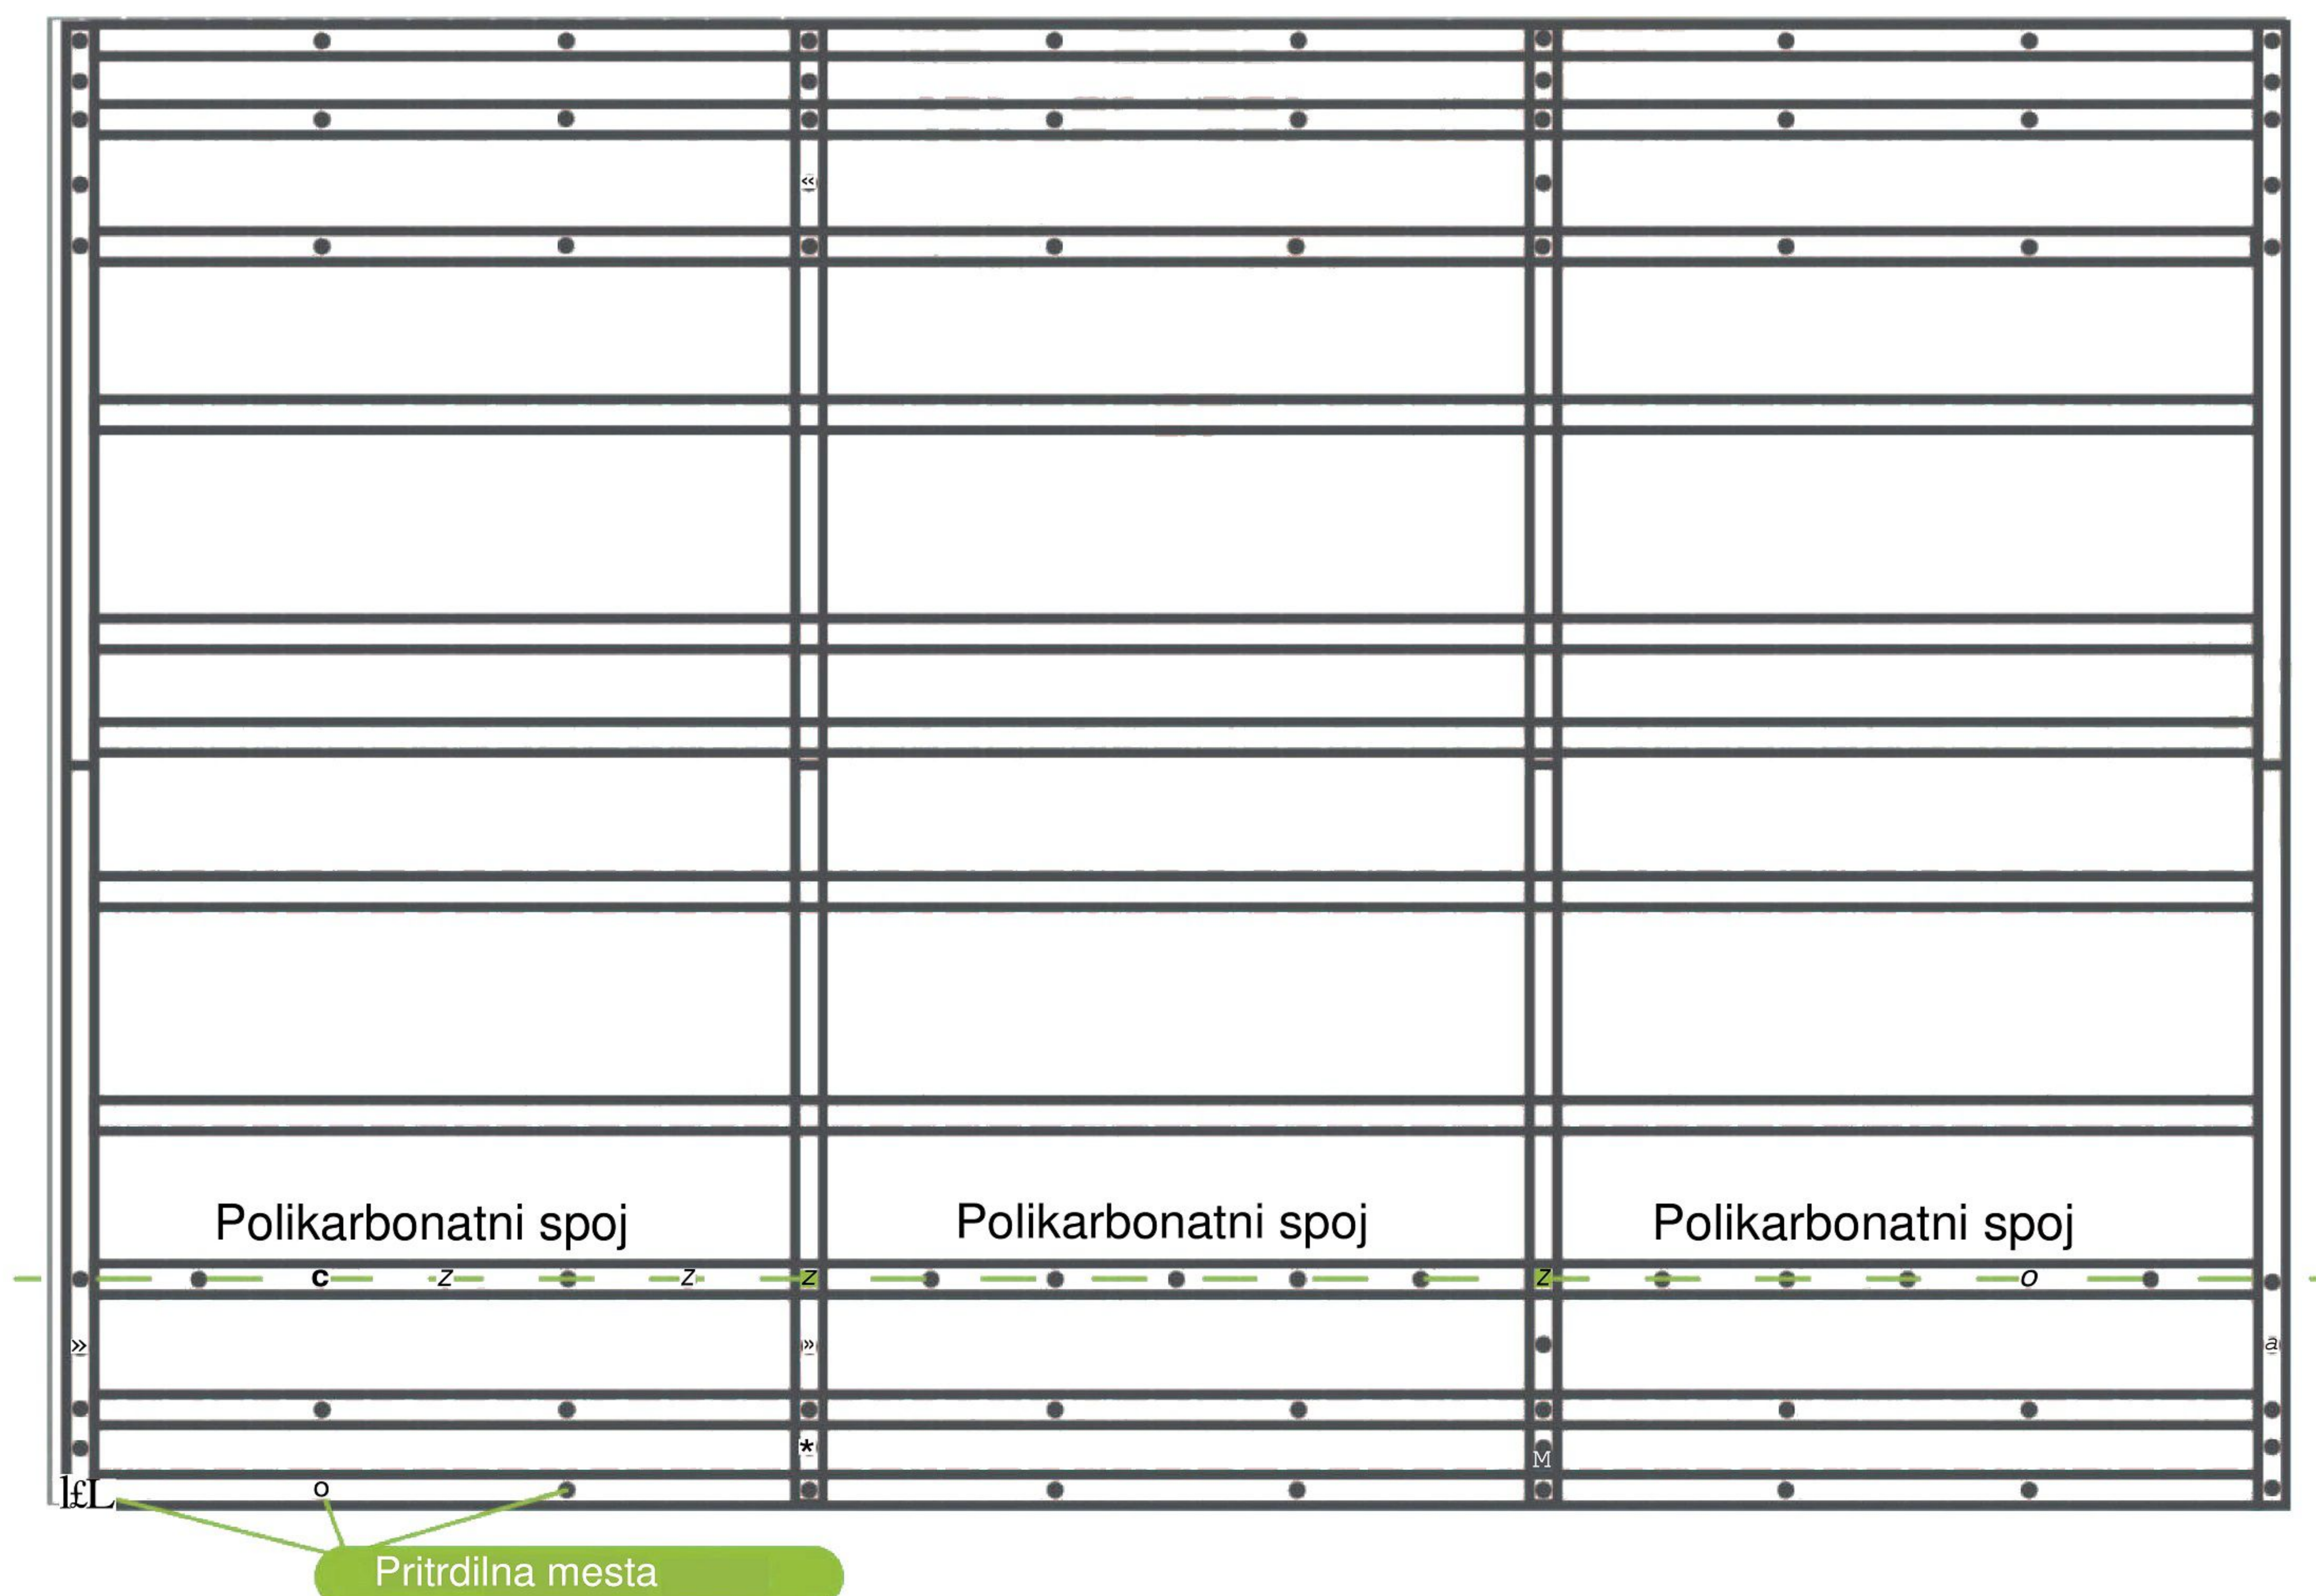 «
Polikarbonatni spoj Polikarbonatni spoj Polikarbonatni spoj
c z z z z o
» » a
*
M
l£L o
Pritrdilna mesta